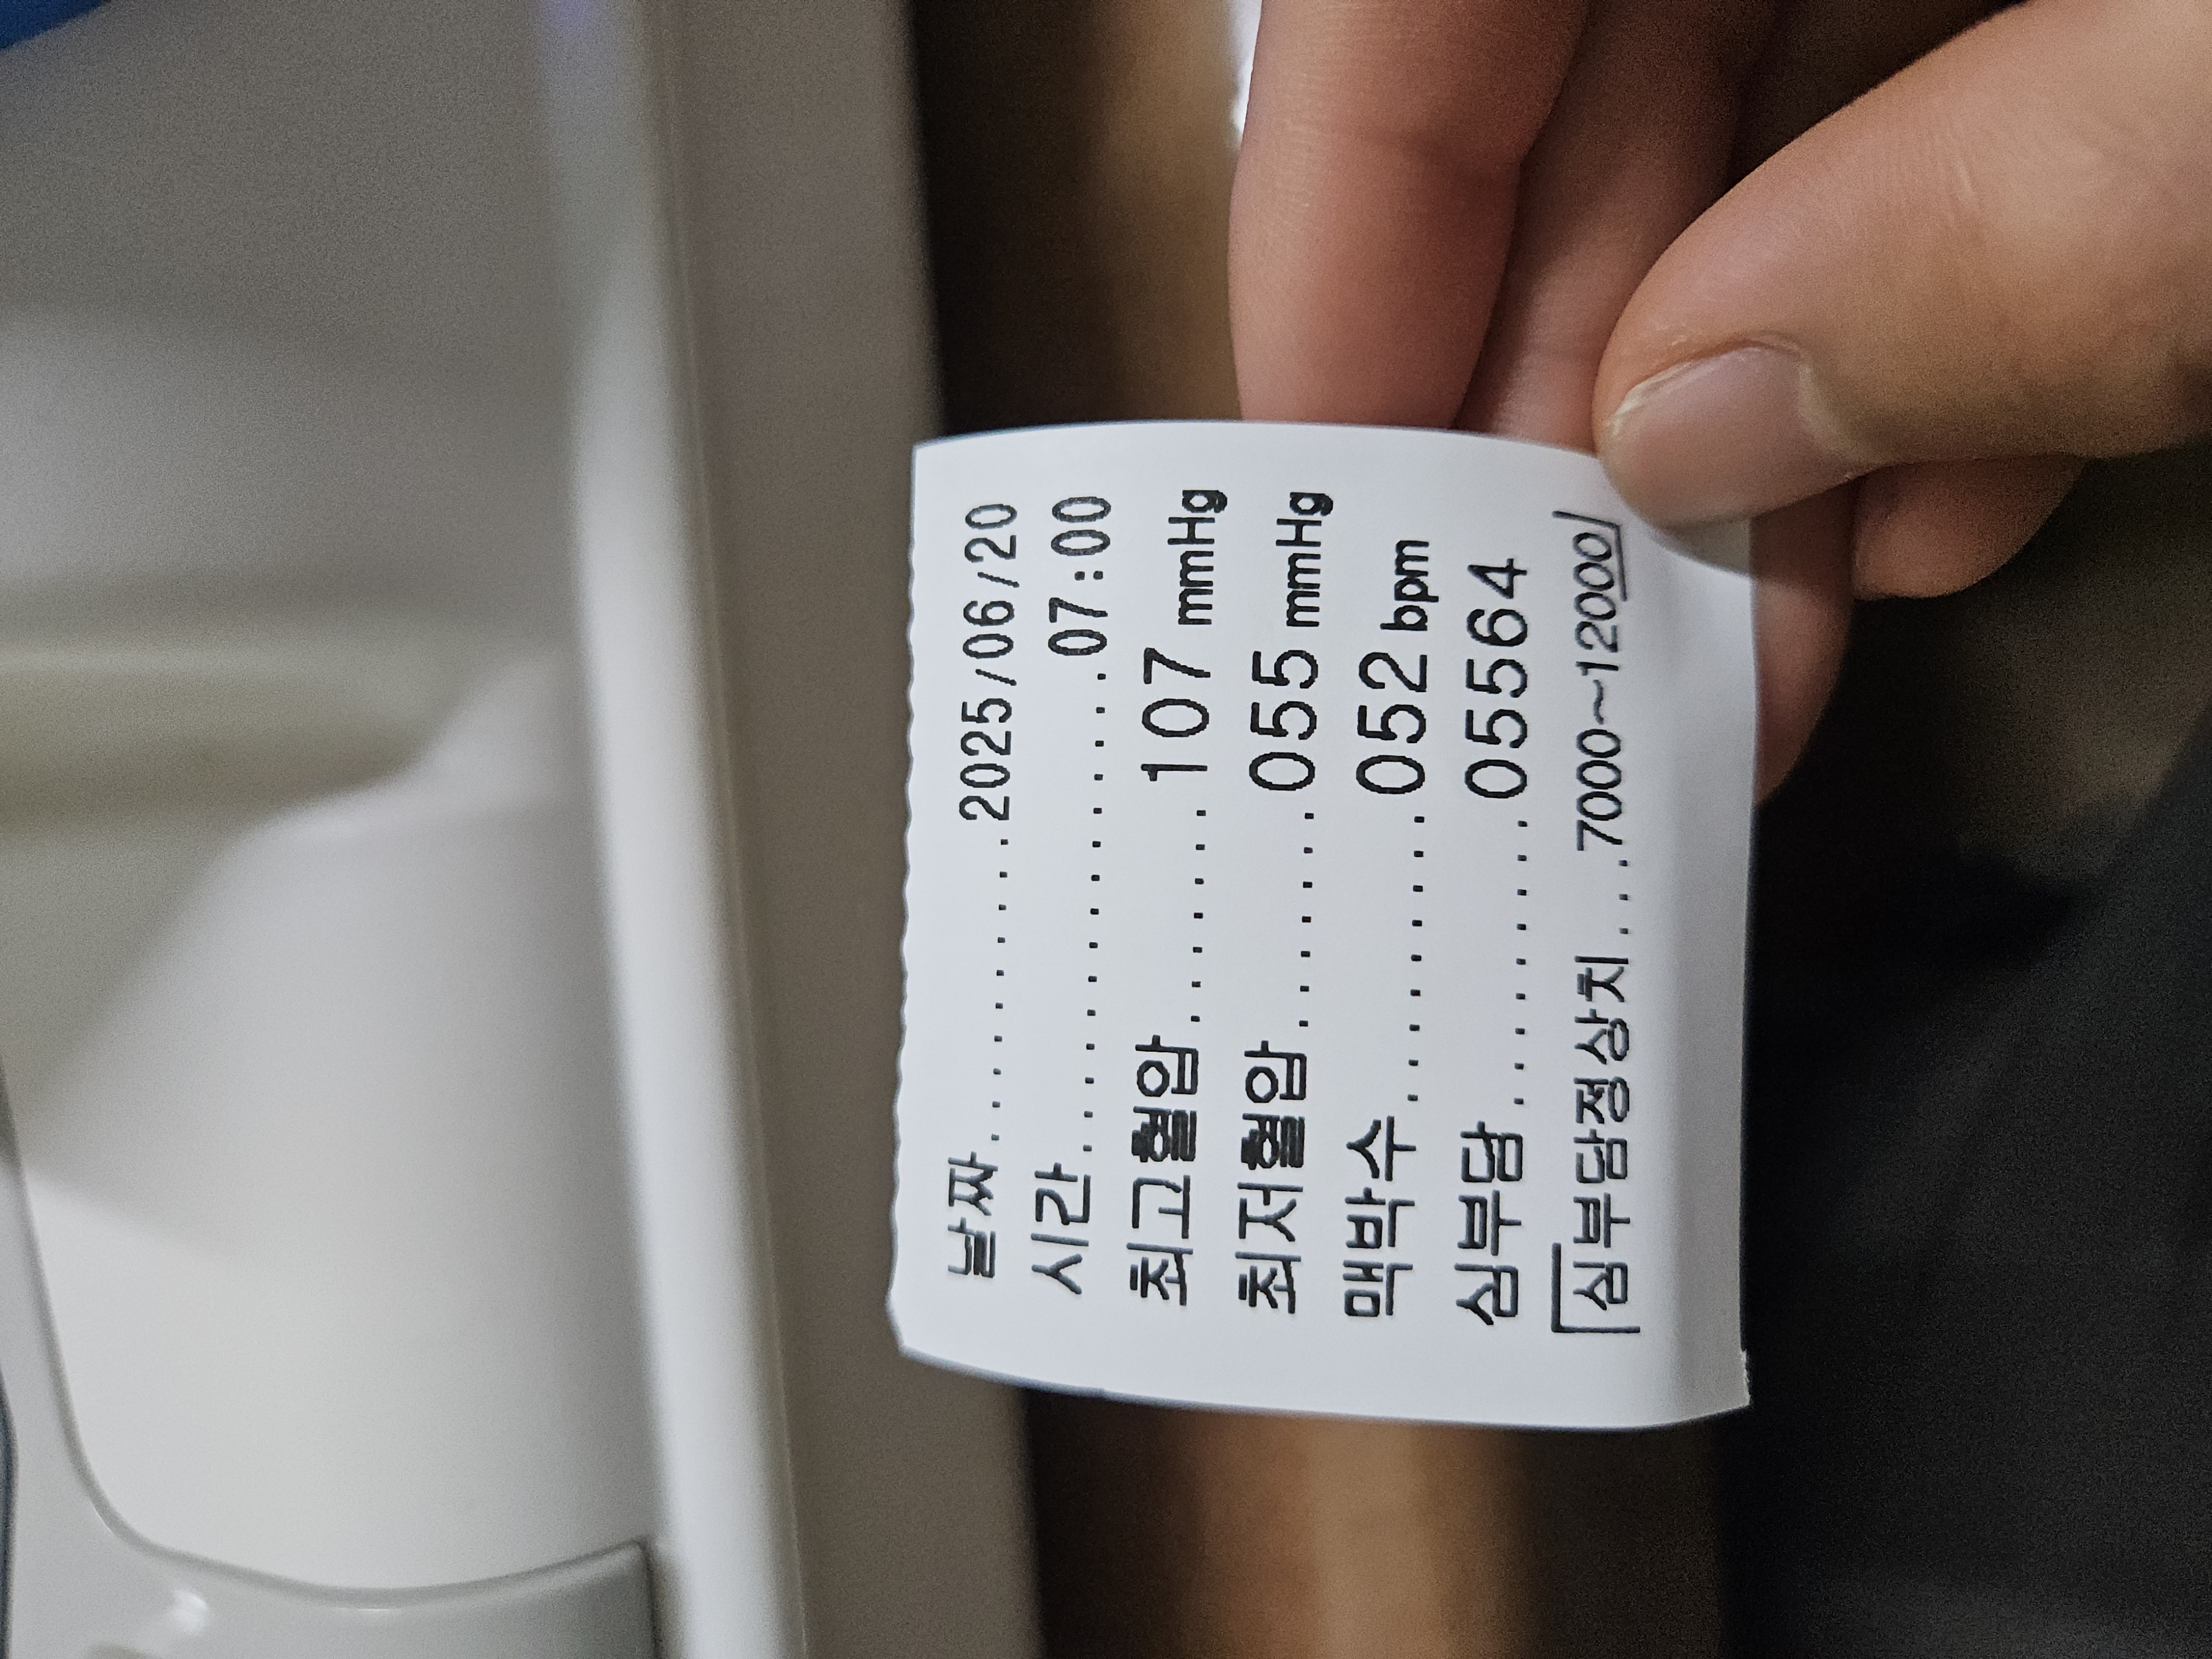 날짜...........2025/06/20
시간.................07:00
최고혈압........107 mmHg
최저혈압........055 mmHg
맥박수..........052 bpm
심부담..........05564
심부담정상치...7000~12000